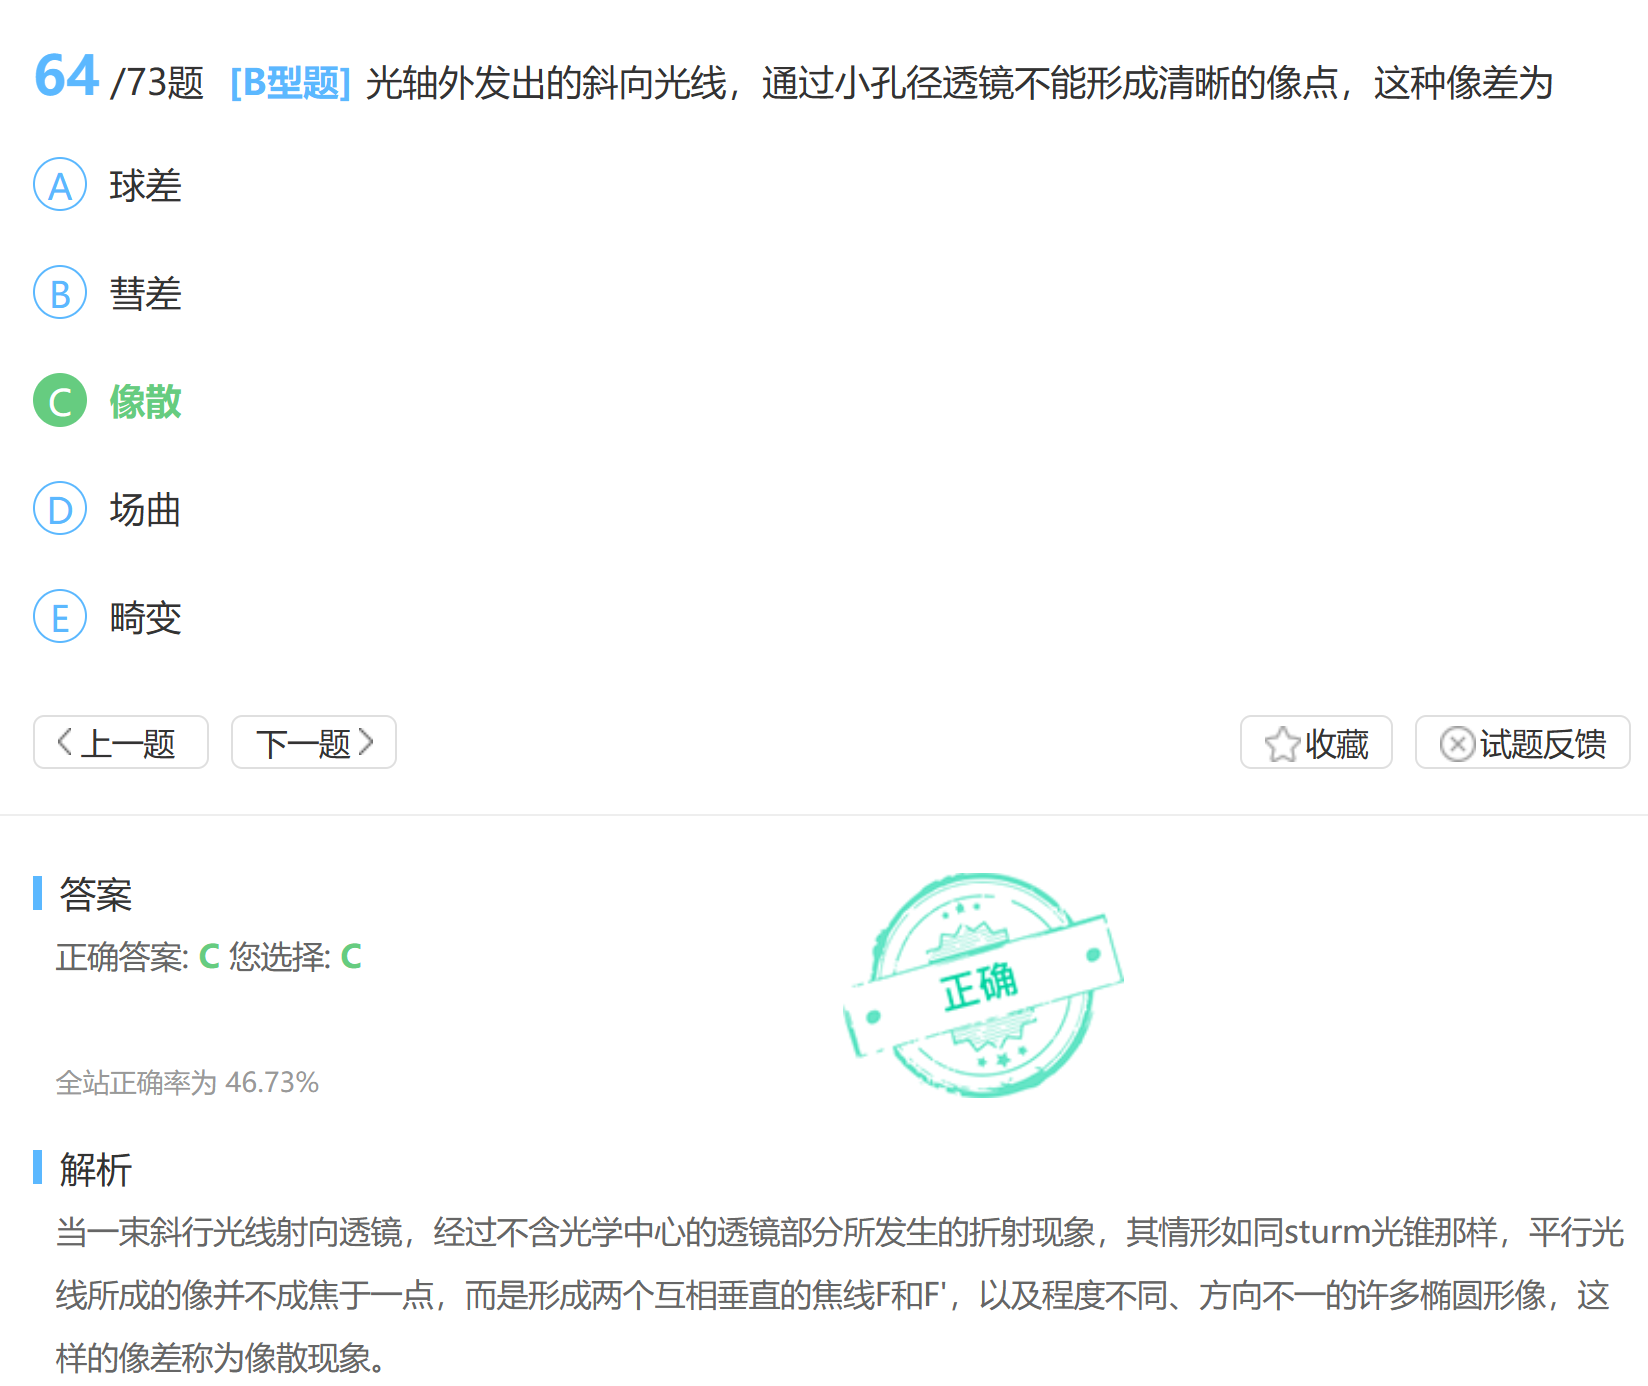 64 /73题 [B型题] 光轴外发出的斜向光线，通过小孔径透镜不能形成清晰的像点，这种像差为
A 球差
B 彗差
C 像散
D 场曲
E 畸变
上一题 下一题 收藏 试题反馈
答案
正确答案: C 您选择: C
正确
全站正确率为 46.73%
解析
当一束斜行光线射向透镜，经过不含光学中心的透镜部分所发生的折射现象，其情形如同sturm光锥那样，平行光
线所成的像并不成焦于一点，而是形成两个互相垂直的焦线F和F'，以及程度不同、方向不一的许多椭圆形像，这
样的像差称为像散现象。